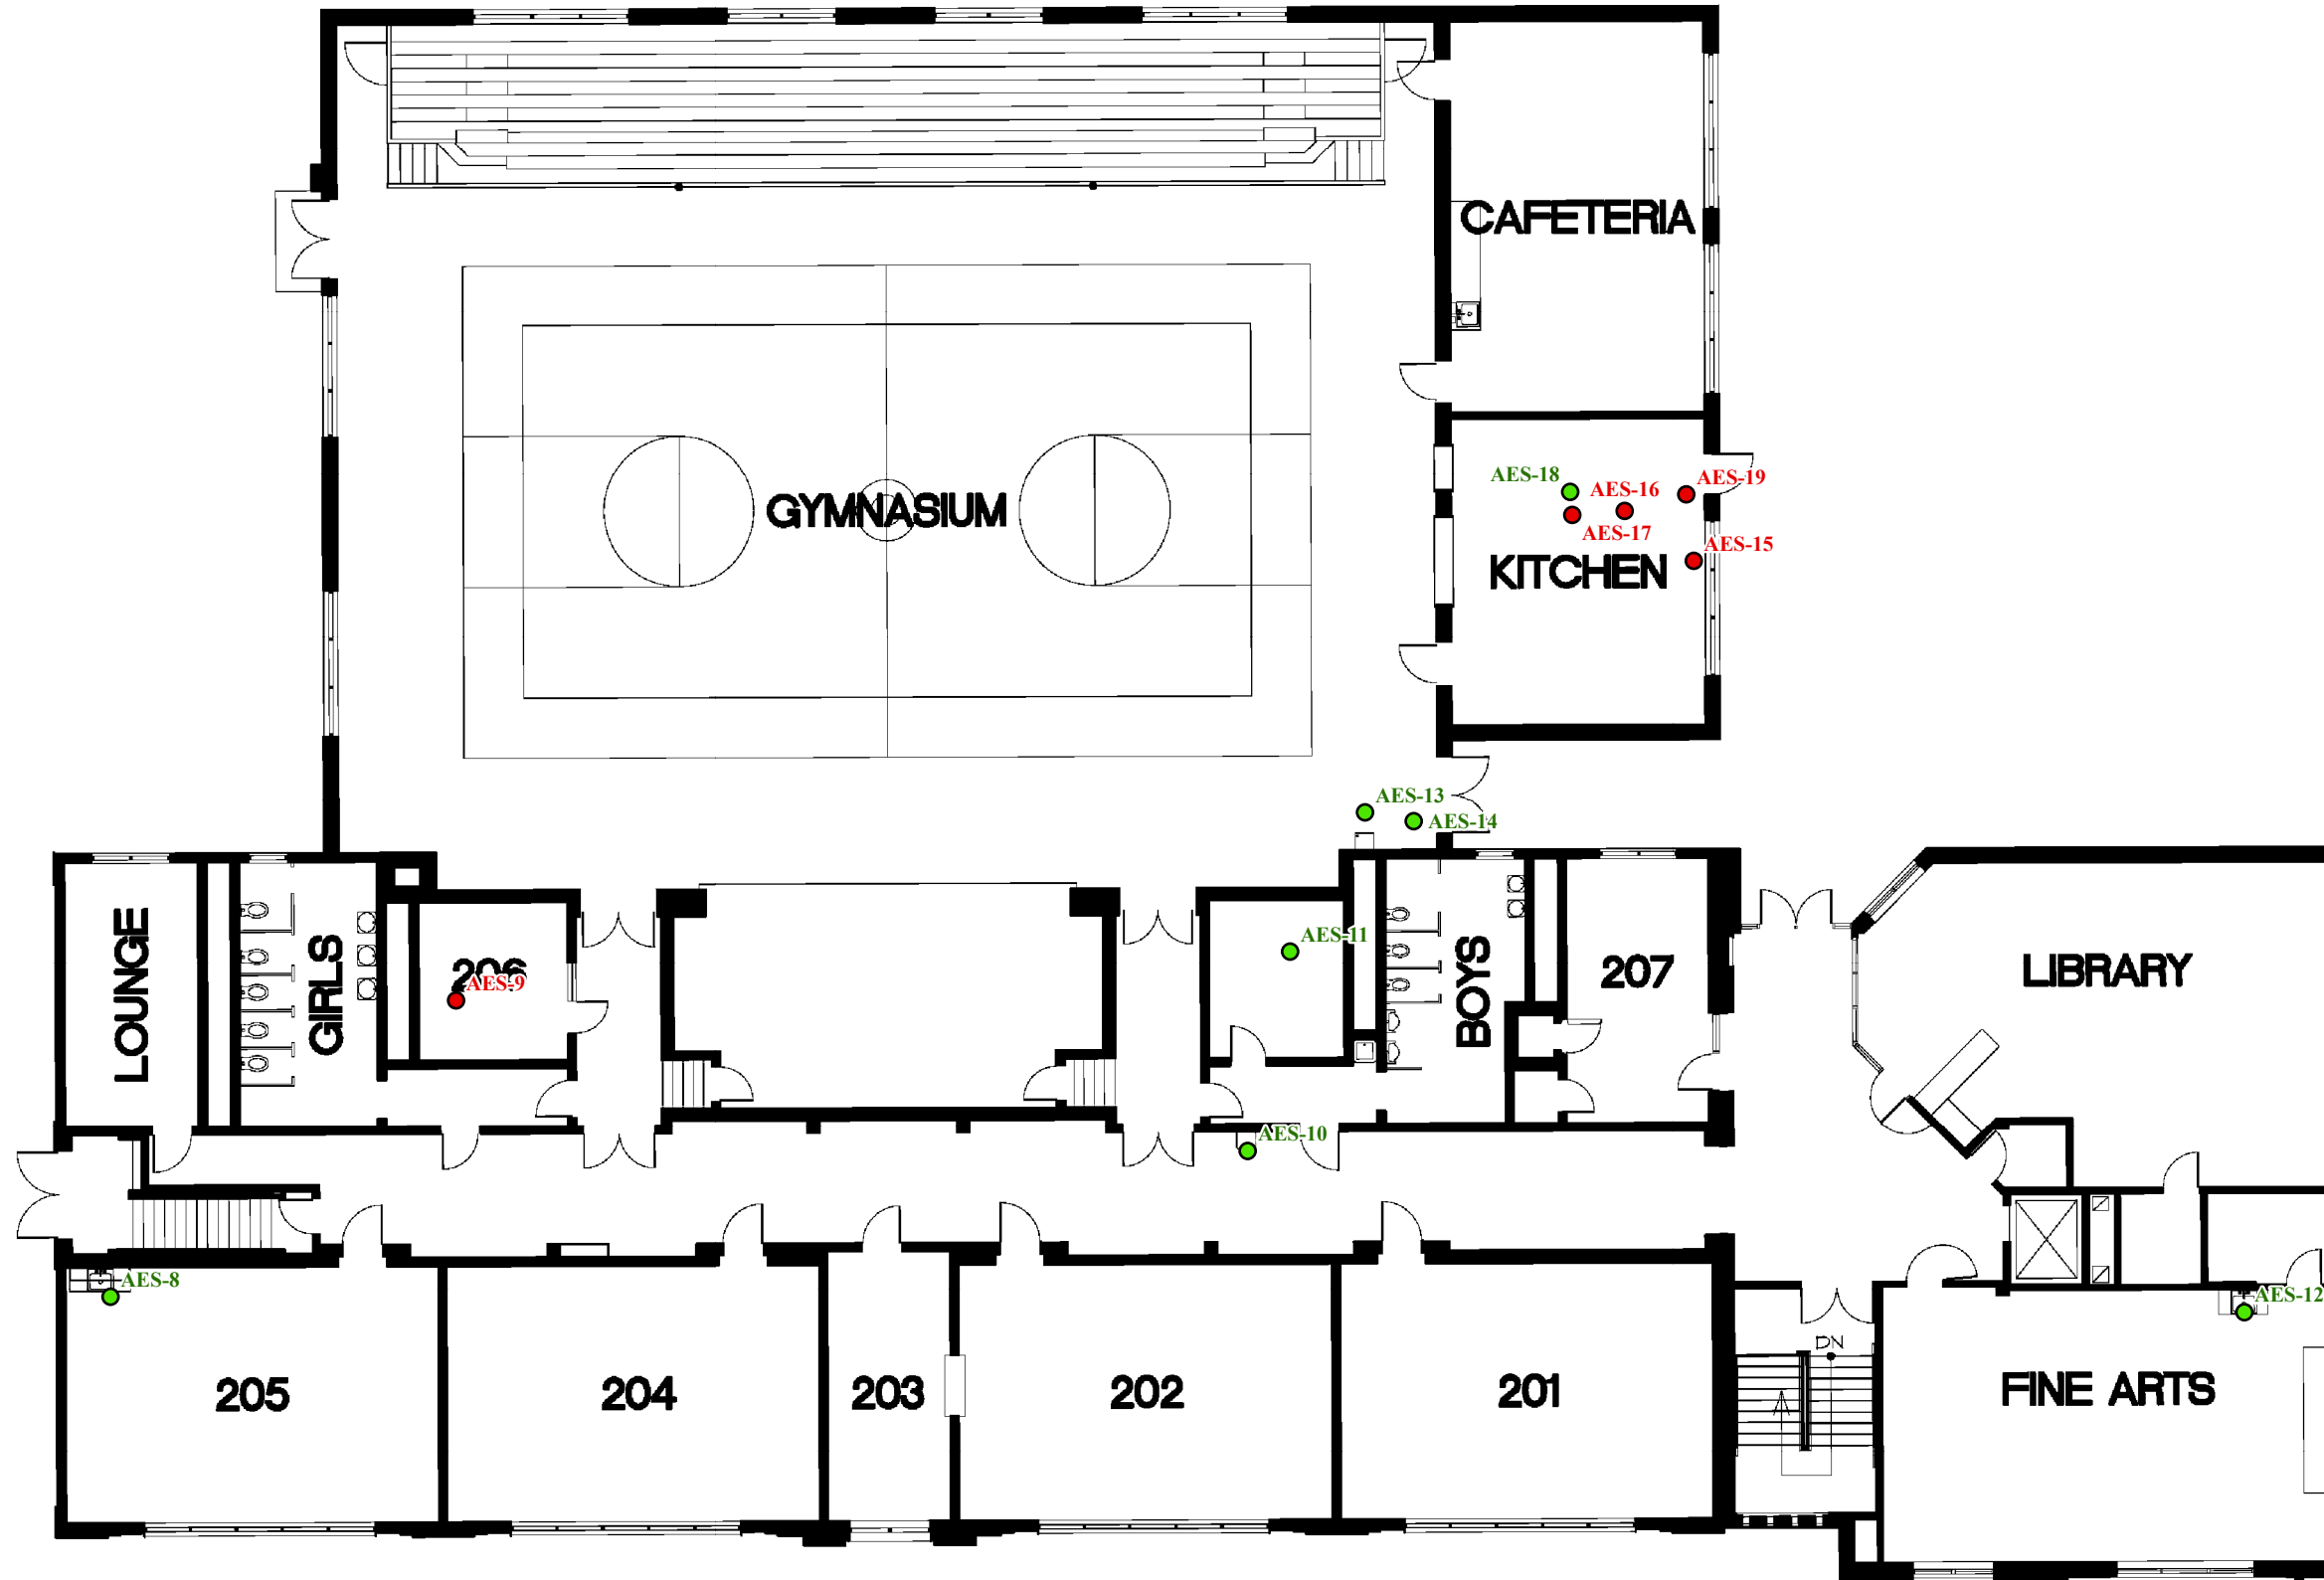 CAFETERIA
AES-18
AES-16
AES-19
GYMNASIUM
AES-17
AES-15
KITCHEN
AES-13
AES-14
LOUNGE
GIRLS
206
AES-9
AES-11
BOYS
207
LIBRARY
AES-10
AES-8
AES-12
DN
205
204
203
202
201
FINE ARTS